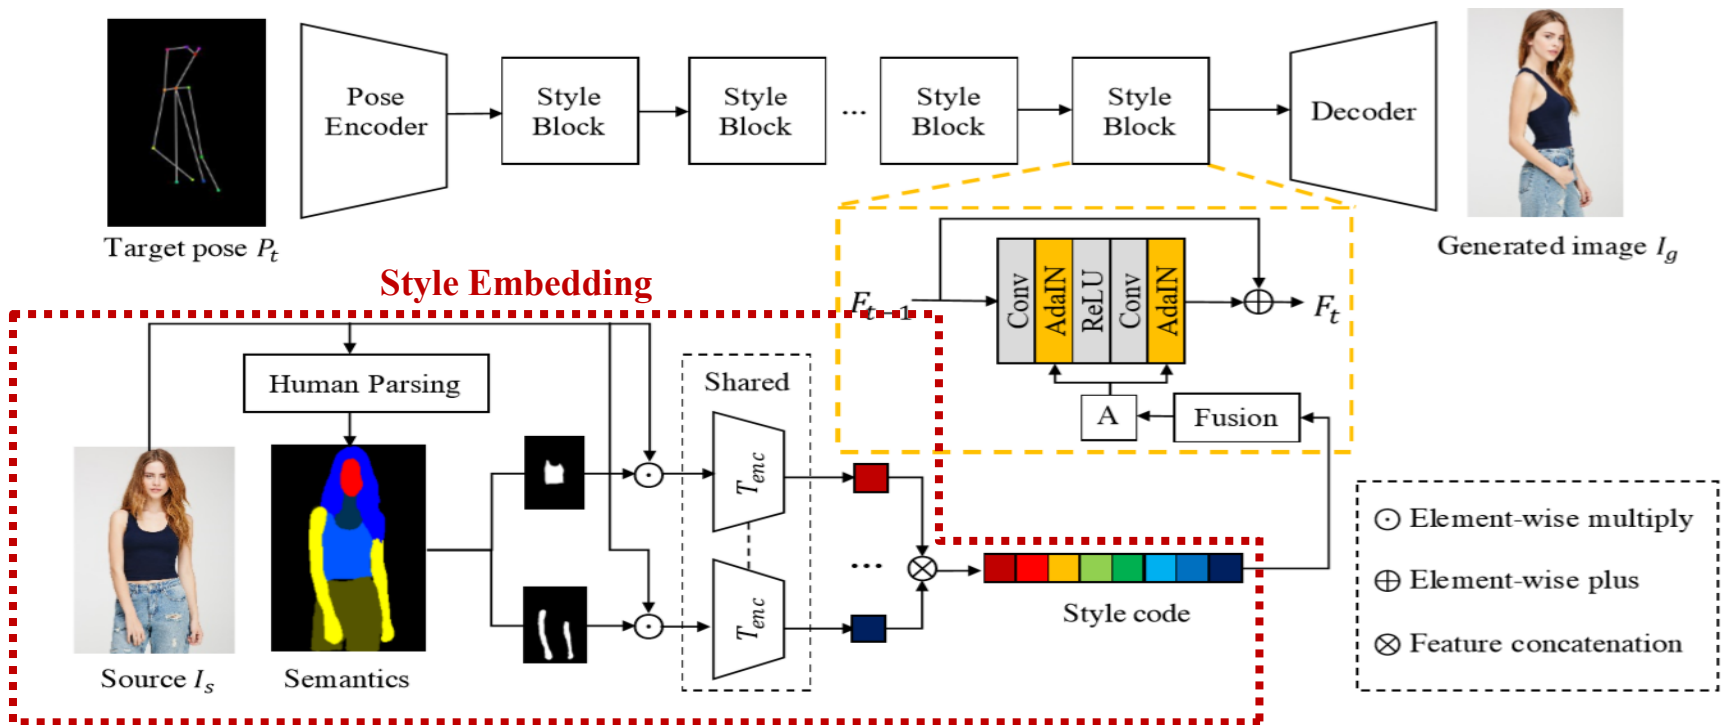 Pose
Encoder
Style
Block
Style
Block
...
Style
Block
Style
Block
Decoder
Target pose P_t
Generated image I_g
Style Embedding
F_{t-1}
Conv
AdaIN
ReLU
Conv
AdaIN
F_t
A
Fusion
Human Parsing
Shared
T_enc
T_enc
...
Style code
Source I_s
Semantics
Element-wise multiply
Element-wise plus
Feature concatenation